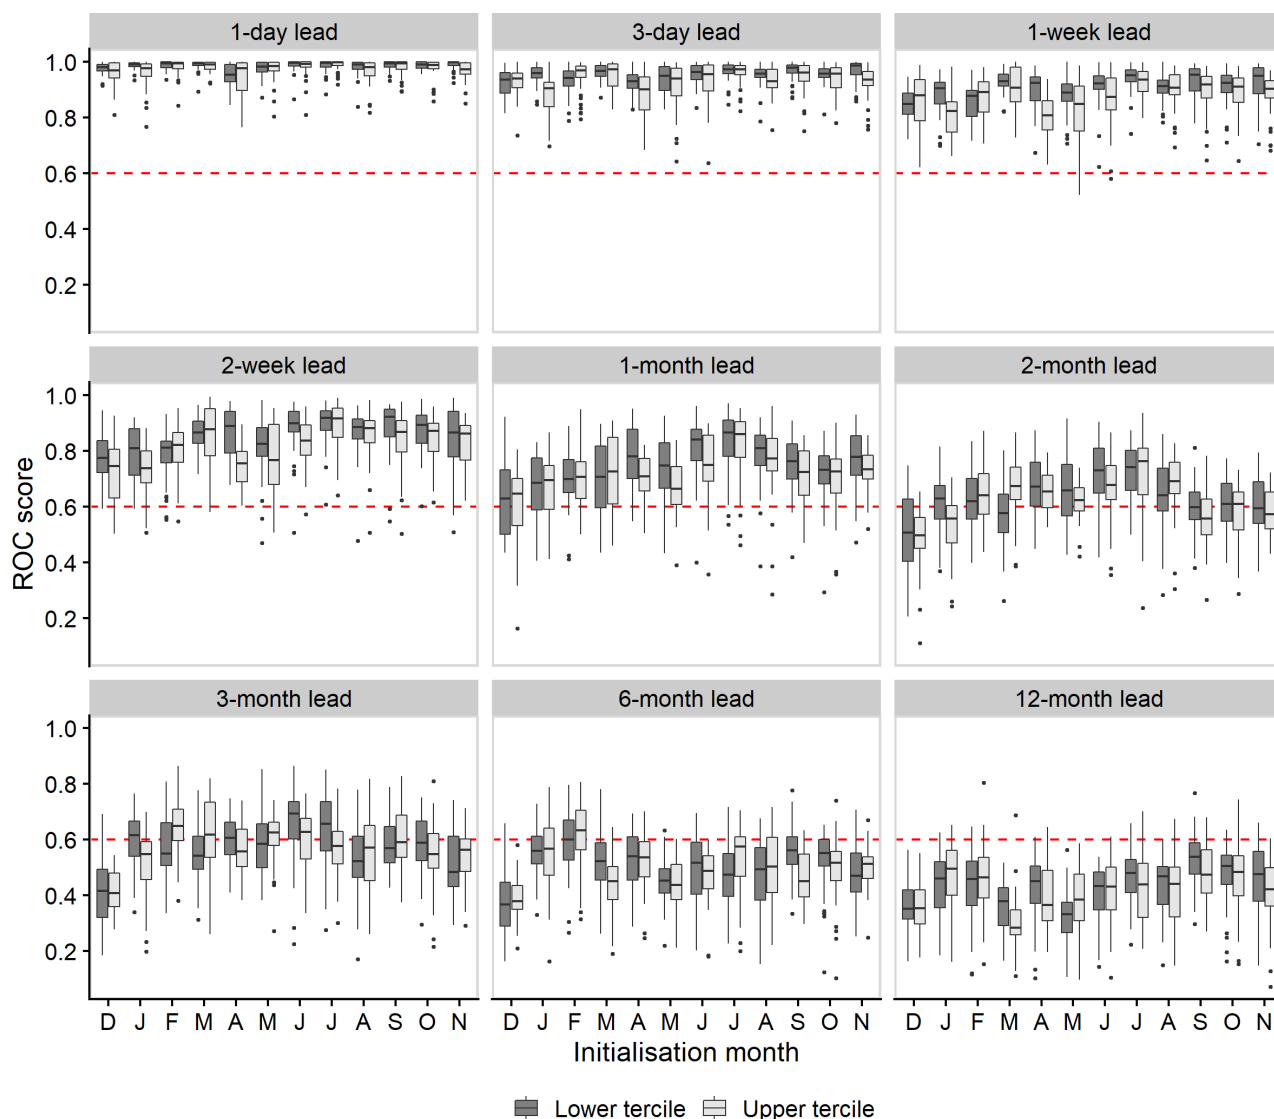 1-day lead
3-day lead
1-week lead
1.0
0.8
0.6
0.4
0.2
2-week lead
1-month lead
2-month lead
1.0
0.8
0.6
0.4
0.2
ROC score
3-month lead
6-month lead
12-month lead
1.0
0.8
0.6
0.4
0.2
D J F M A M J J A S O N
D J F M A M J J A S O N
D J F M A M J J A S O N
Initialisation month
Lower tercile
Upper tercile